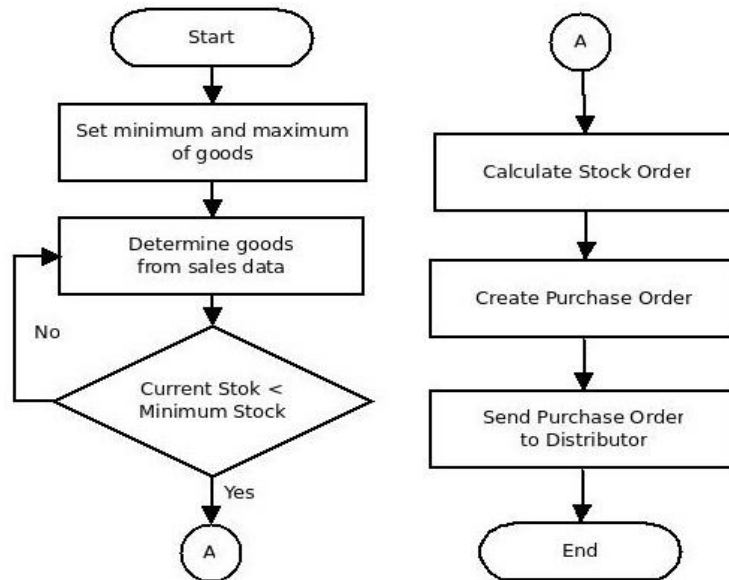 Start
Set minimum and maximum
of goods
Determine goods
from sales data
No
Current Stok <
Minimum Stock
Yes
A
A
Calculate Stock Order
Create Purchase Order
Send Purchase Order
to Distributor
End